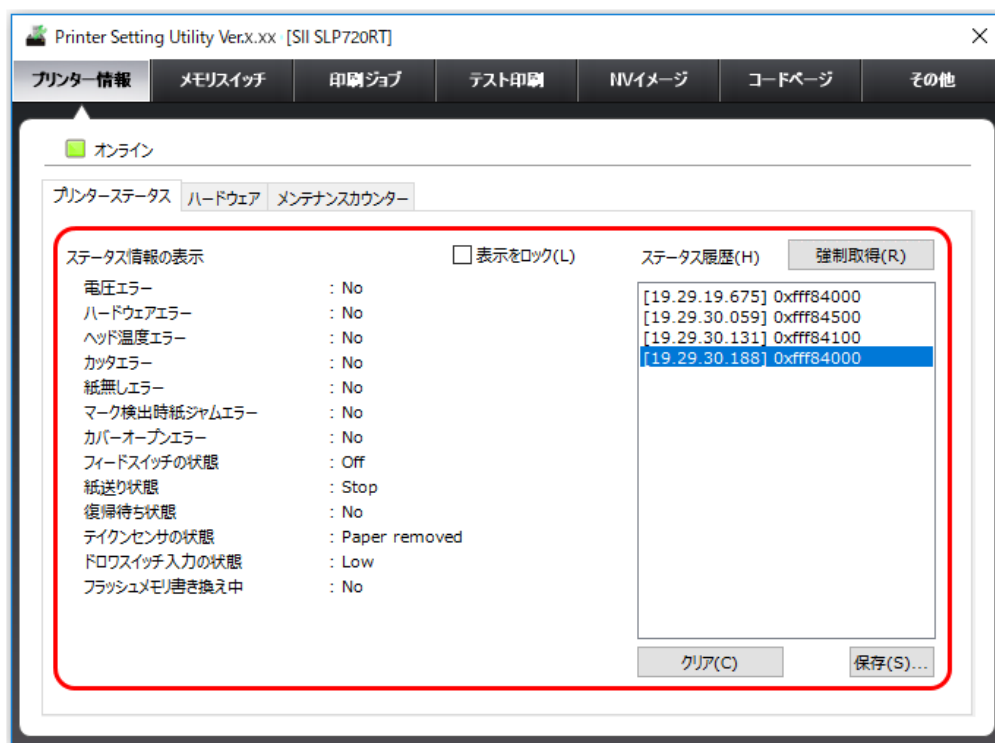 Printer Setting Utility Ver.x.xx [SII SLP720RT]
プリンター情報 メモリスイッチ 印刷ジョブ テスト印刷 NVイメージ コードページ その他
オンライン
プリンターステータス ハードウェア メンテナンスカウンター
ステータス情報の表示 表示をロック(L) ステータス履歴(H) 強制取得(R)
電圧エラー : No
ハードウェアエラー : No
ヘッド温度エラー : No
カッタエラー : No
紙無しエラー : No
マーク検出時紙ジャムエラー : No
カバーオープンエラー : No
フィードスイッチの状態 : Off
紙送り状態 : Stop
復帰待ち状態 : No
テイクンセンサの状態 : Paper removed
ドロワスイッチ入力の状態 : Low
フラッシュメモリ書き換え中 : No
[19.29.19.675] 0xfff84000
[19.29.30.059] 0xfff84500
[19.29.30.131] 0xfff84100
[19.29.30.188] 0xfff84000
クリア(C) 保存(S)...